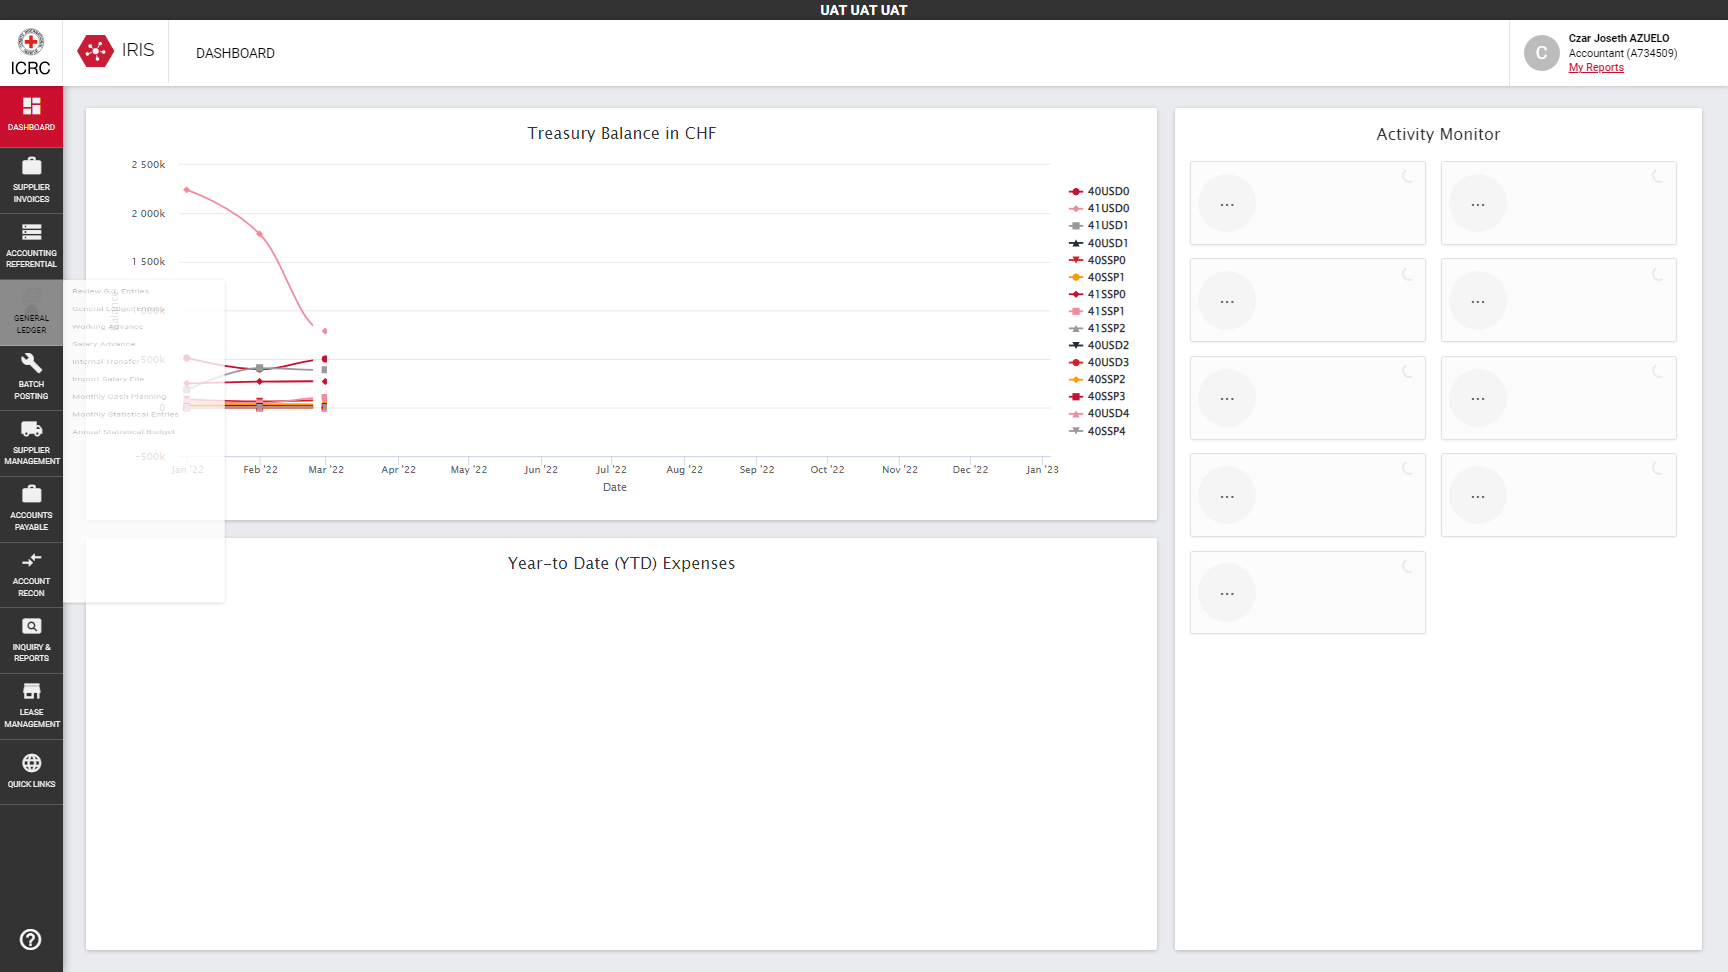 UAT UAT UAT
ICRC
IRIS
DASHBOARD
Czar Joseth AZUELO
Accountant (A734509)
My Reports
C
DASHBOARD
SUPPLIER
INVOICES
ACCOUNTING
REFERENTIAL
GENERAL
LEDGER
BATCH
POSTING
SUPPLIER
MANAGEMENT
ACCOUNTS
PAYABLE
ACCOUNT
RECON
INQUIRY &
REPORTS
LEASE
MANAGEMENT
QUICK LINKS
Review G.L. Entries
General Ledger Entries
Working Advance
Salary Advance
Internal Transfer
Import Salary File
Monthly Cash Planning
Monthly Statistical Entries
Annual Statistical Budget
Treasury Balance in CHF
2 500k
2 000k
1 500k
1 000k
500k
0
-500k
Balance
Jan '22
Feb '22
Mar '22
Apr '22
May '22
Jun '22
Jul '22
Aug '22
Sep '22
Oct '22
Nov '22
Dec '22
Jan '23
Date
40USD0
41USD0
41USD1
40USD1
40SSP0
40SSP1
41SSP0
41SSP1
41SSP2
40USD2
40USD3
40SSP2
40SSP3
40USD4
40SSP4
Year-to Date (YTD) Expenses
Activity Monitor
...
...
...
...
...
...
...
...
...